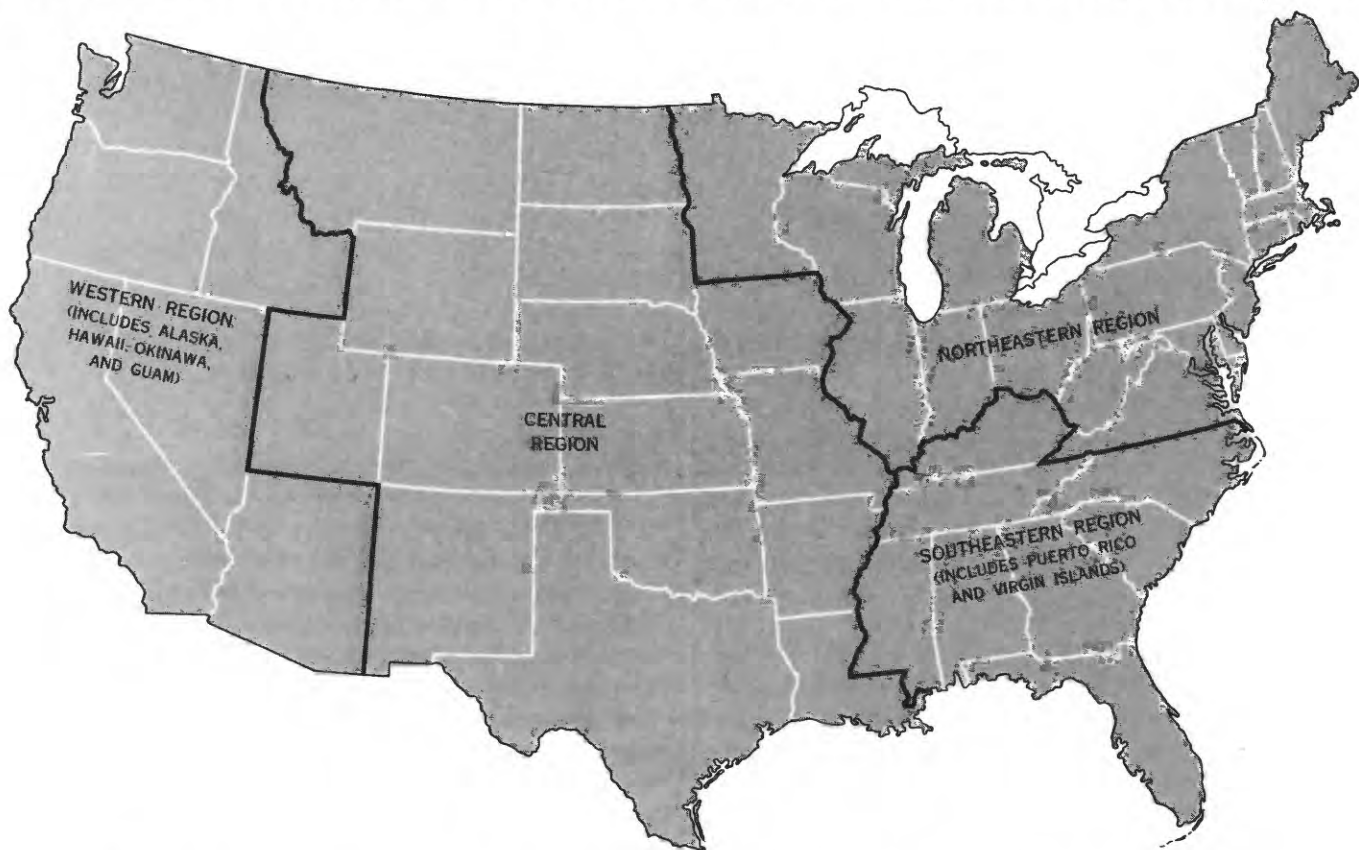 WESTERN REGION
(INCLUDES ALASKA,
HAWAII, OKINAWA,
AND GUAM)
CENTRAL
REGION
NORTHEASTERN REGION
SOUTHEASTERN REGION
(INCLUDES PUERTO RICO
AND VIRGIN ISLANDS)